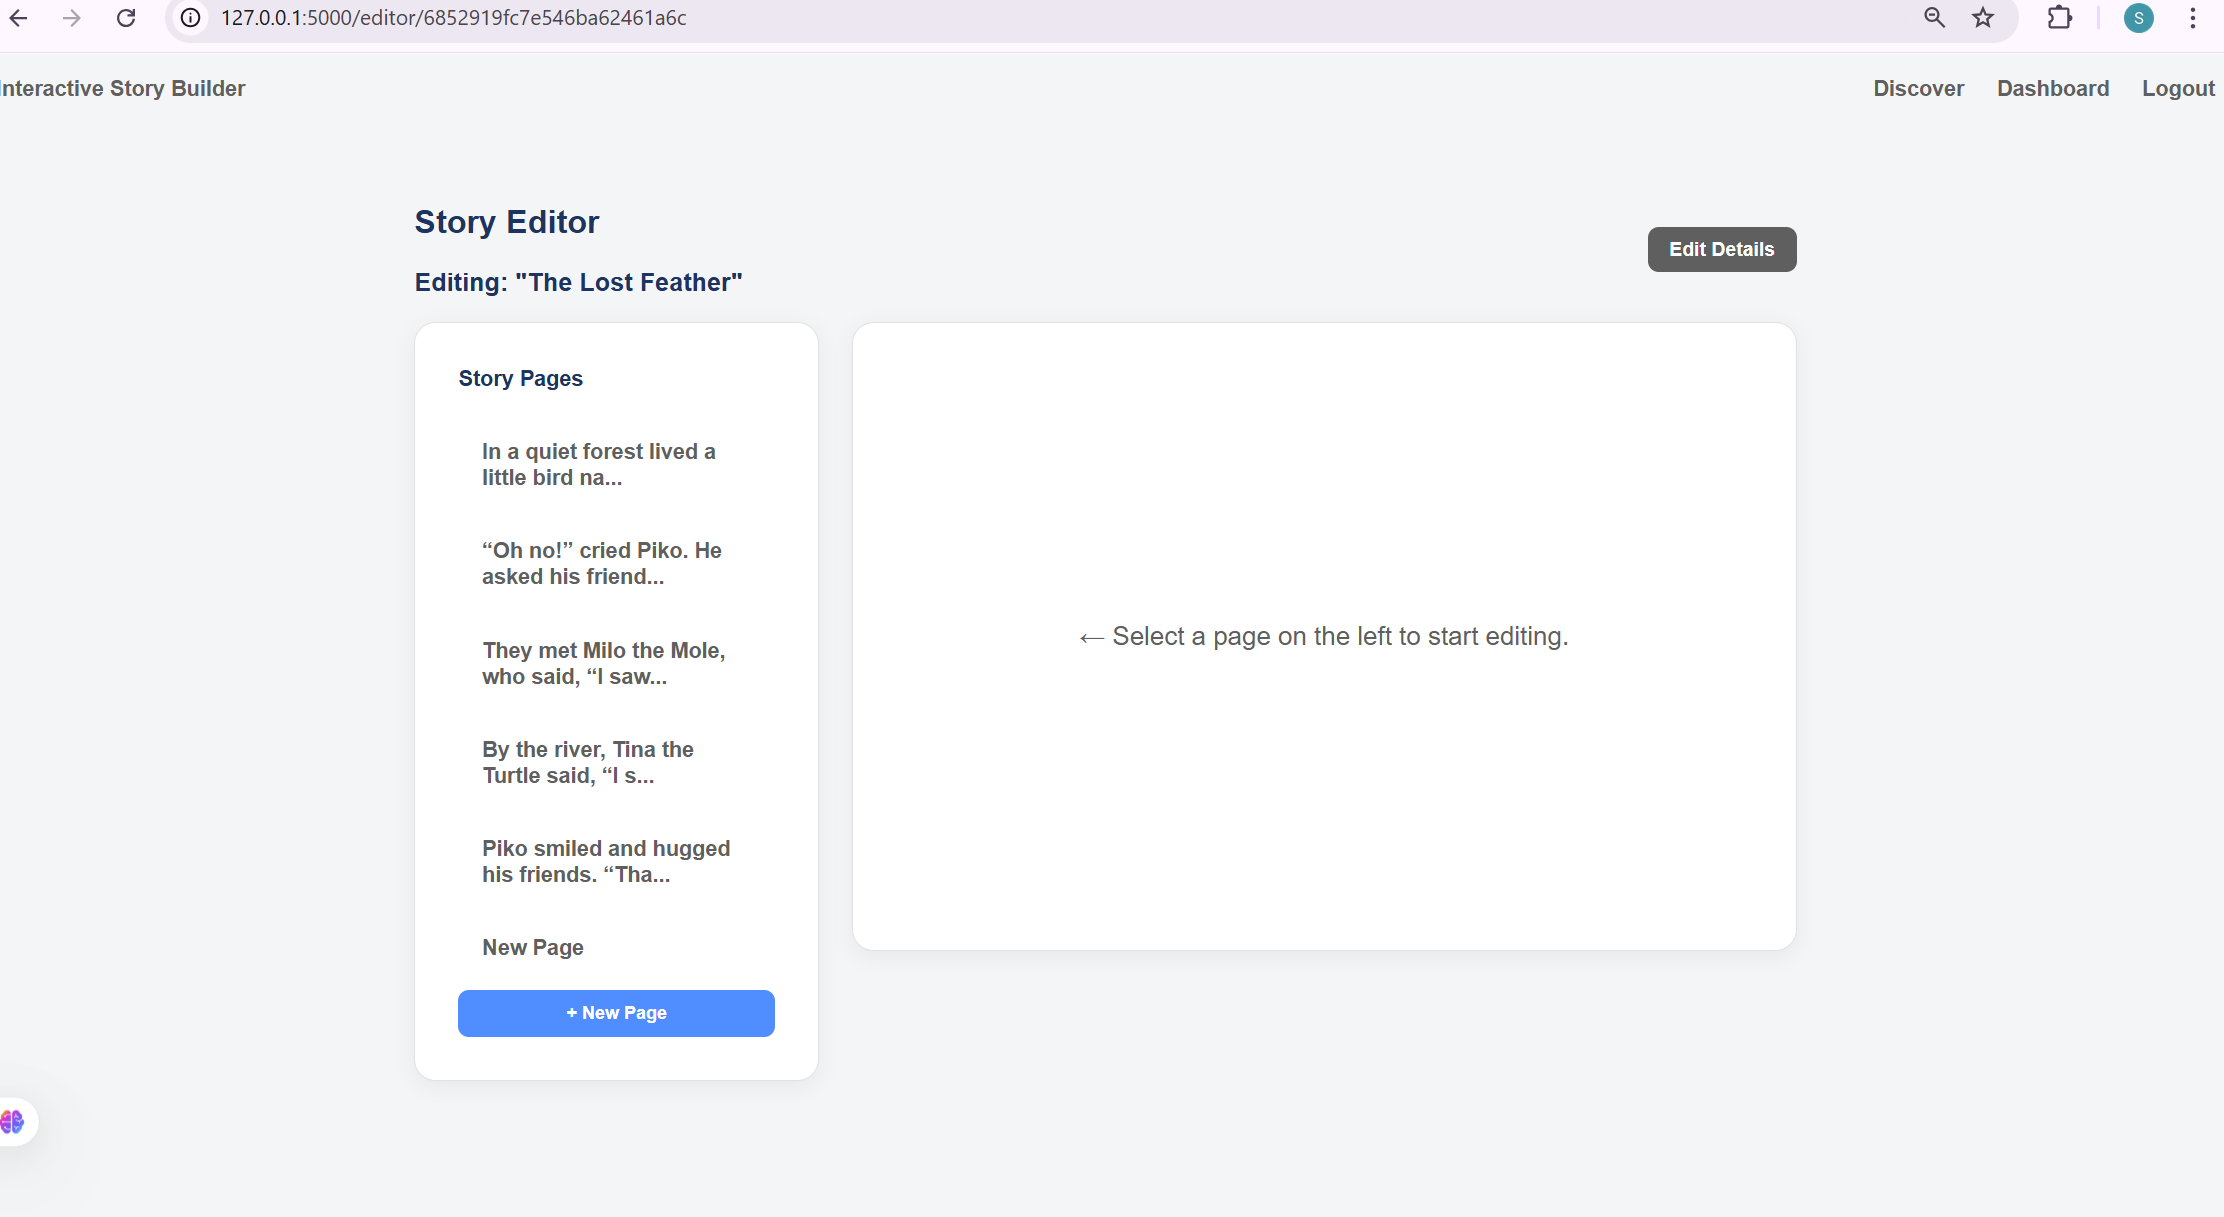 127.0.0.1:5000/editor/6852919fc7e546ba62461a6c
S
Interactive Story Builder
Discover
Dashboard
Logout
Story Editor
Edit Details
Editing: "The Lost Feather"
Story Pages
In a quiet forest lived a
little bird na...
“Oh no!” cried Piko. He
asked his friend...
They met Milo the Mole,
who said, “I saw...
By the river, Tina the
Turtle said, “I s...
Piko smiled and hugged
his friends. “Tha...
New Page
+ New Page
← Select a page on the left to start editing.